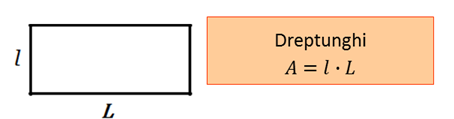 l
L
Dreptunghi
A = l · L